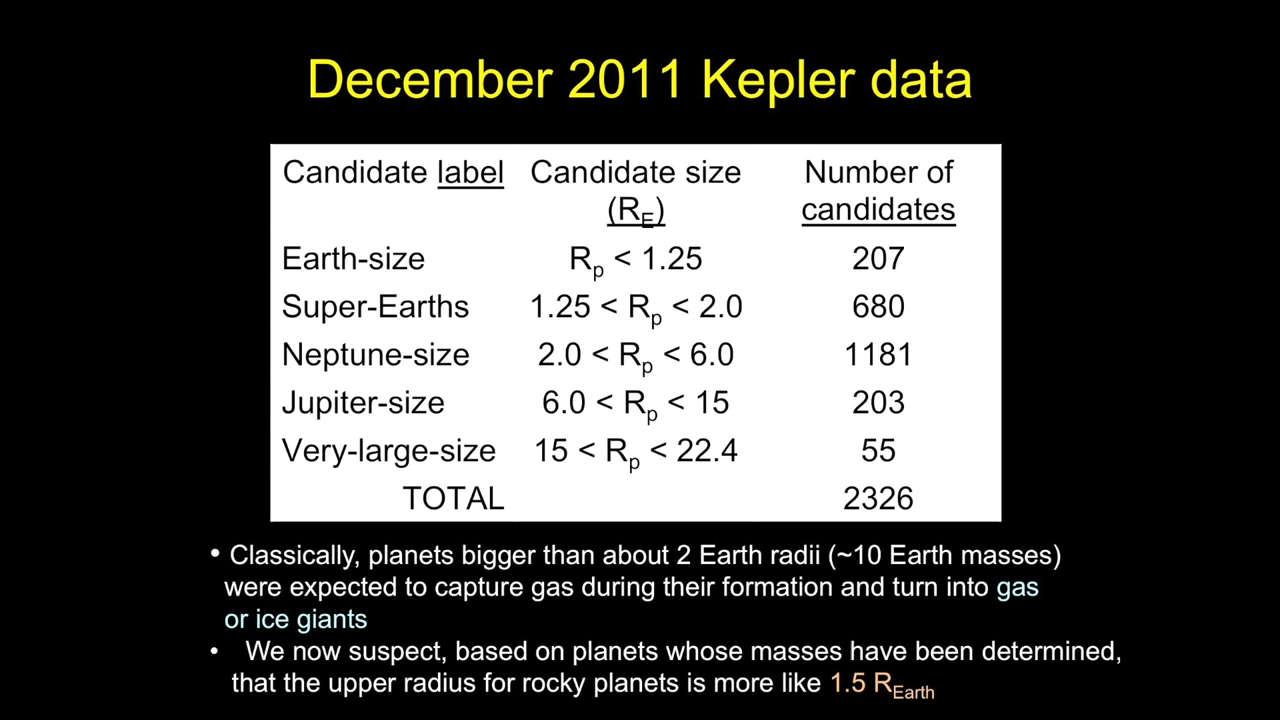 December 2011 Kepler data
Candidate label Candidate size Number of
(R_E) candidates
Earth-size R_p < 1.25 207
Super-Earths 1.25 < R_p < 2.0 680
Neptune-size 2.0 < R_p < 6.0 1181
Jupiter-size 6.0 < R_p < 15 203
Very-large-size 15 < R_p < 22.4 55
TOTAL 2326
• Classically, planets bigger than about 2 Earth radii (~10 Earth masses)
were expected to capture gas during their formation and turn into gas
or ice giants
• We now suspect, based on planets whose masses have been determined,
that the upper radius for rocky planets is more like 1.5 R_Earth